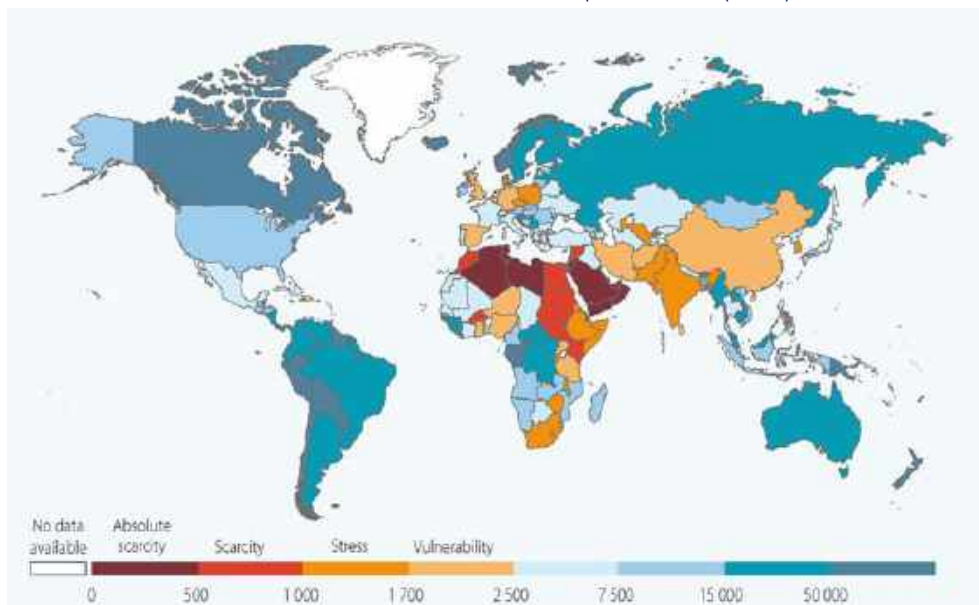 No data
available
Absolute
scarcity
Scarcity
Stress
Vulnerability
0 500 1 000 1 700 2 500 7 500 15 000 50 000